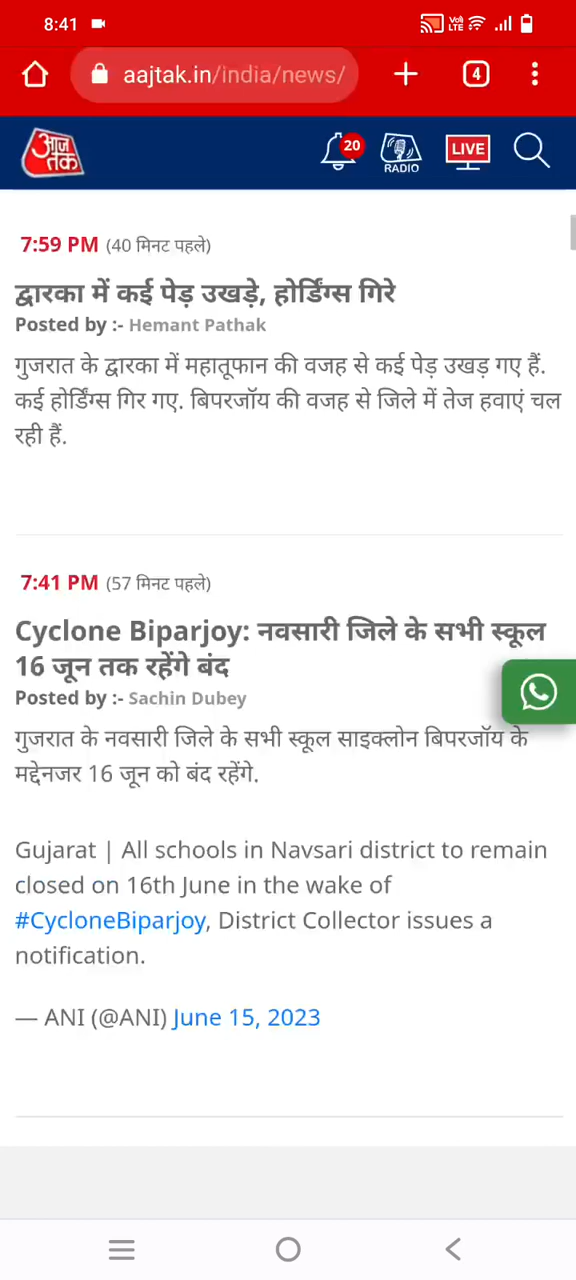 8:41
Vo) LTE
aajtak.in/india/news/
4
आज तक
20
RADIO
LIVE
7:59 PM (40 मिनट पहले)
द्वारका में कई पेड़ उखड़े, होर्डिंग्स गिरे
Posted by :- Hemant Pathak
गुजरात के द्वारका में महातूफान की वजह से कई पेड़ उखड़ गए हैं.
कई होर्डिंग्स गिर गए. बिपरजॉय की वजह से जिले में तेज हवाएं चल
रही हैं.
7:41 PM (57 मिनट पहले)
Cyclone Biparjoy: नवसारी जिले के सभी स्कूल
16 जून तक रहेंगे बंद
Posted by :- Sachin Dubey
गुजरात के नवसारी जिले के सभी स्कूल साइक्लोन बिपरजॉय के
मद्देनजर 16 जून को बंद रहेंगे.
Gujarat | All schools in Navsari district to remain
closed on 16th June in the wake of
#CycloneBiparjoy, District Collector issues a
notification.
— ANI (@ANI) June 15, 2023